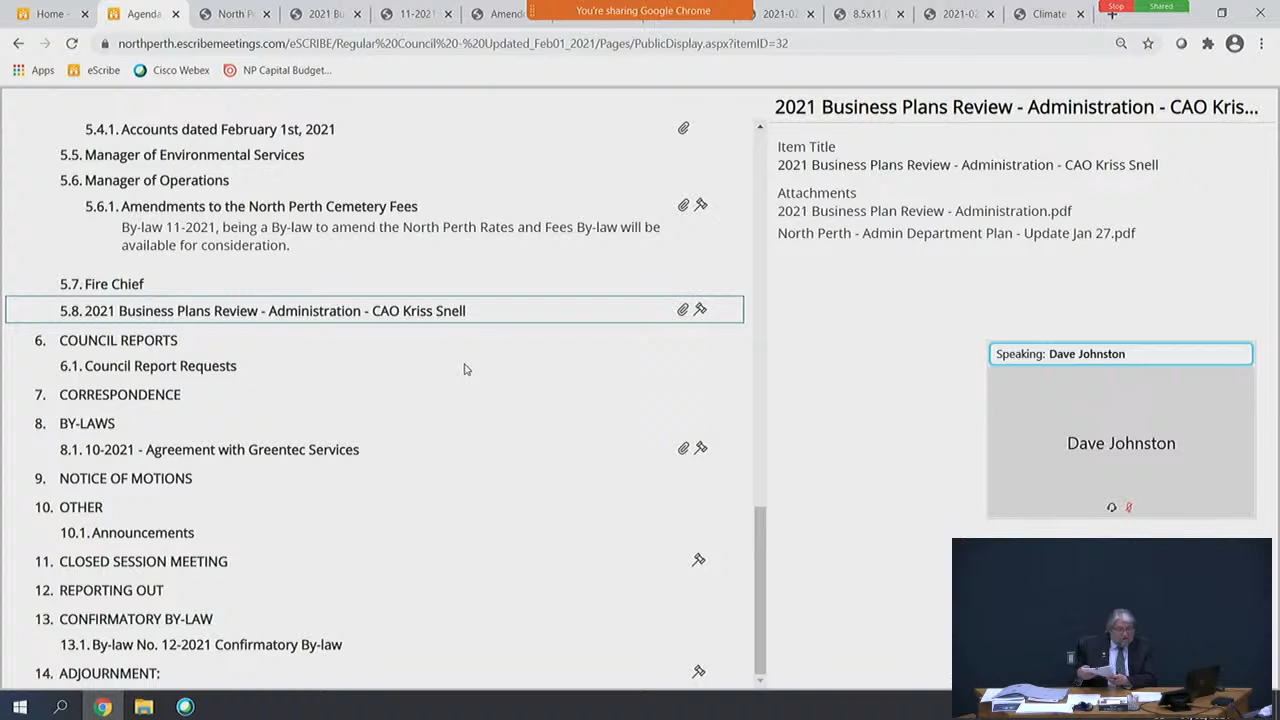 Home -
Agenda
North P
2021 Bu
11-2021
Amend
You're sharing Google Chrome
2021-02
8.5x11 (
2021-02
Climate
Stop
Shared
northperth.escribemeetings.com/eSCRIBE/Regular%20Council%20-%20Updated_Feb01_2021/Pages/PublicDisplay.aspx?itemID=32
Apps
eScribe
Cisco Webex
NP Capital Budget...
5.4.1. Accounts dated February 1st, 2021
5.5. Manager of Environmental Services
5.6. Manager of Operations
5.6.1. Amendments to the North Perth Cemetery Fees
By-law 11-2021, being a By-law to amend the North Perth Rates and Fees By-law will be
available for consideration.
5.7. Fire Chief
5.8. 2021 Business Plans Review - Administration - CAO Kriss Snell
6. COUNCIL REPORTS
6.1. Council Report Requests
7. CORRESPONDENCE
8. BY-LAWS
8.1. 10-2021 - Agreement with Greentec Services
9. NOTICE OF MOTIONS
10. OTHER
10.1. Announcements
11. CLOSED SESSION MEETING
12. REPORTING OUT
13. CONFIRMATORY BY-LAW
13.1. By-law No. 12-2021 Confirmatory By-law
14. ADJOURNMENT:
2021 Business Plans Review - Administration - CAO Kris...
Item Title
2021 Business Plans Review - Administration - CAO Kriss Snell
Attachments
2021 Business Plan Review - Administration.pdf
North Perth - Admin Department Plan - Update Jan 27.pdf
Speaking: Dave Johnston
Dave Johnston